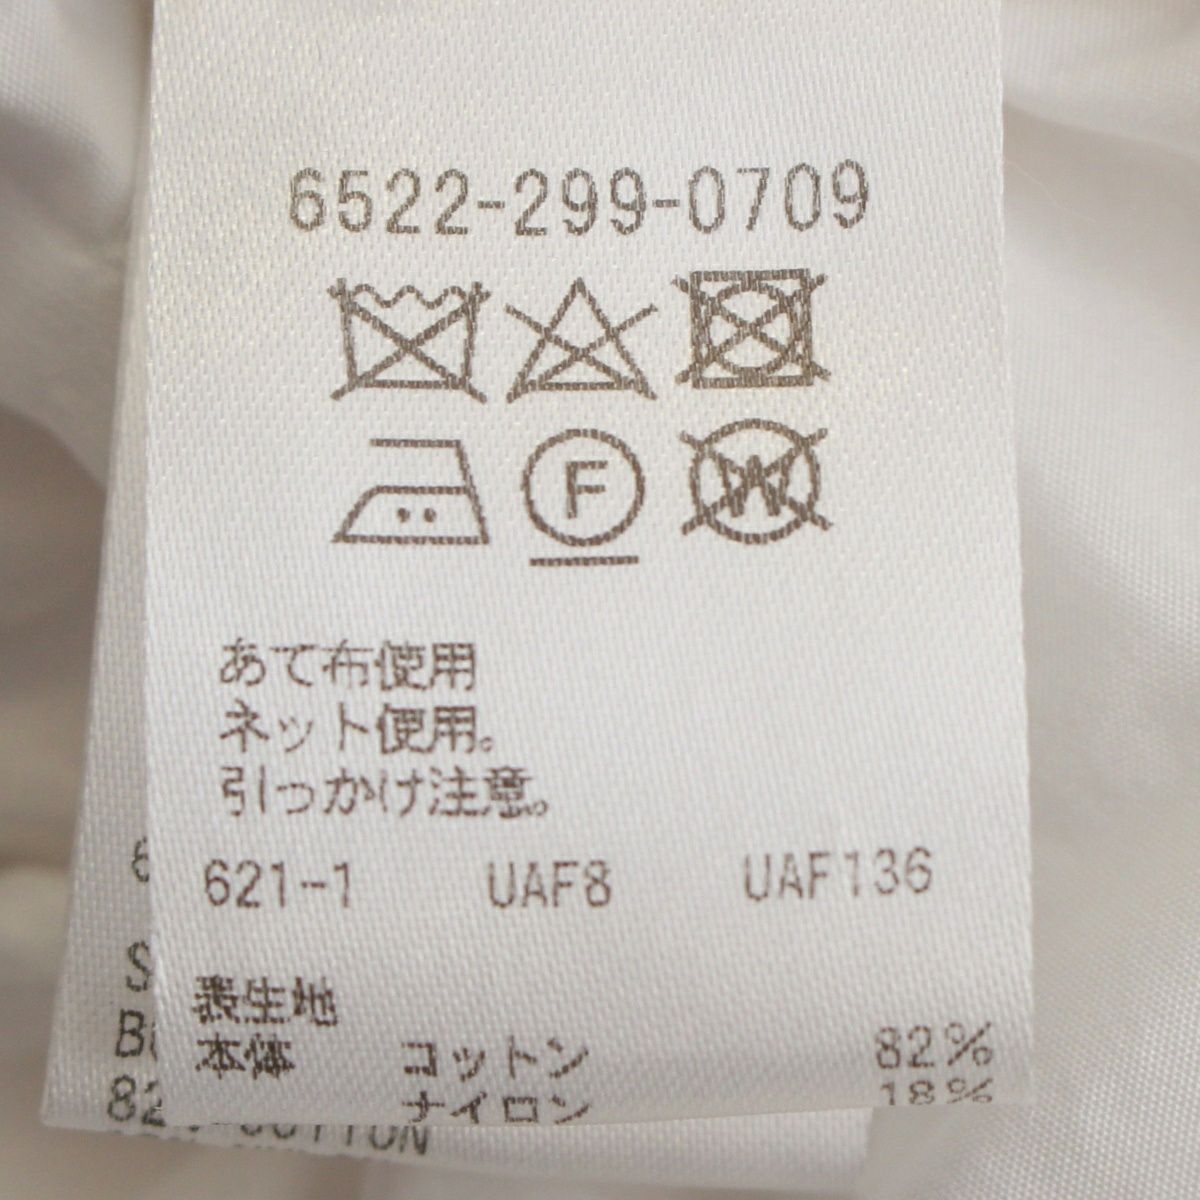 6522-299-0709
F
W
あて布使用
ネット使用。
引っかけ注意。
621-1 UAF8 UAF136
表生地
本体 コットン 82%
ナイロン 18%
COTTON